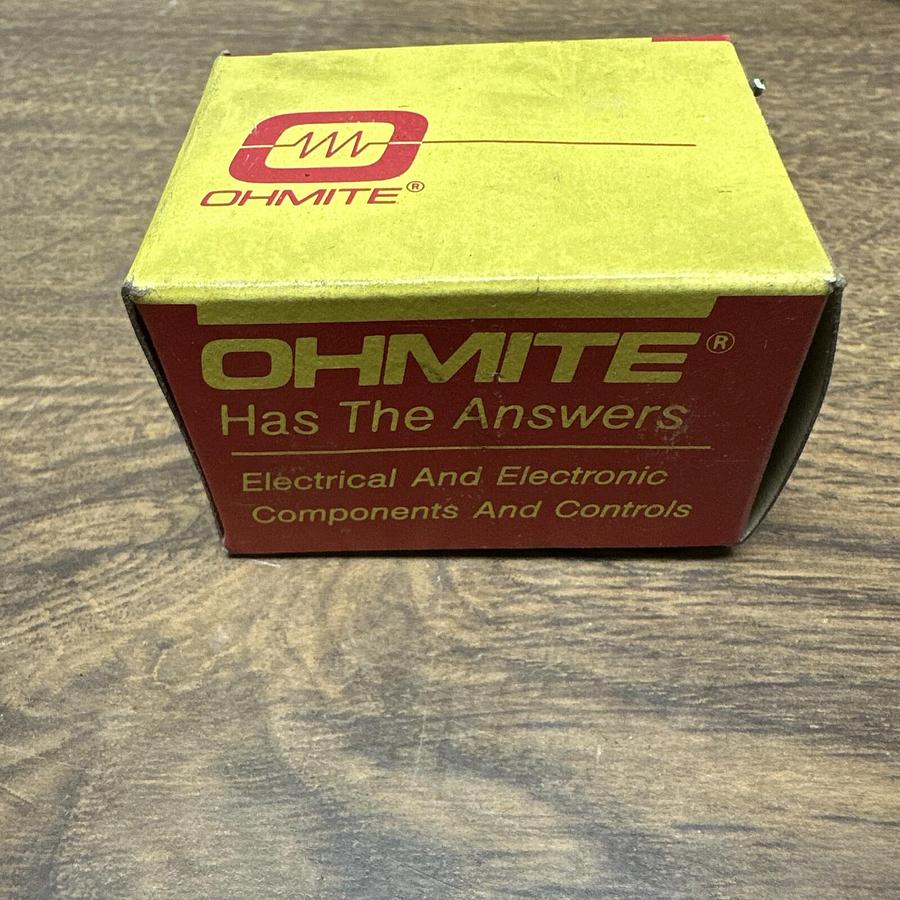 OHMITE®
OHMITE®
Has The Answers
Electrical And Electronic
Components And Controls